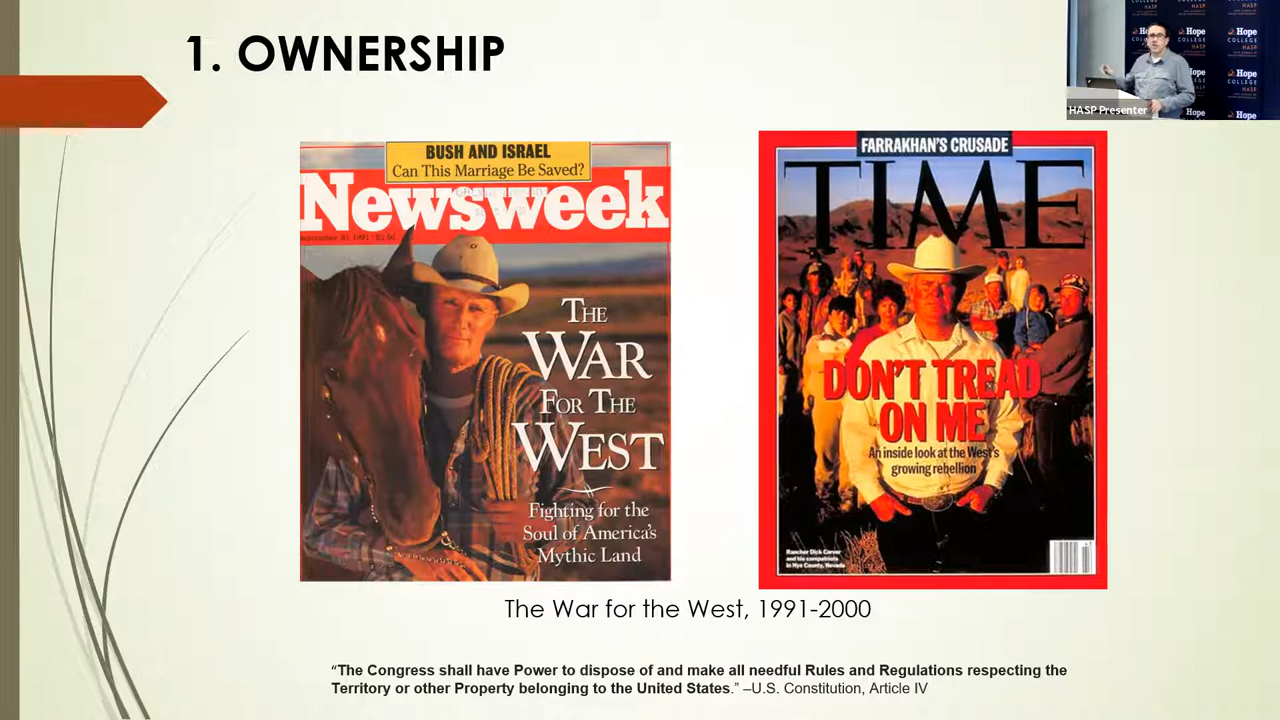 1. OWNERSHIP
Hope
COLLEGE
HASP
HASP Presenter
BUSH AND ISRAEL
Can This Marriage Be Saved?
Newsweek
THE
WAR
FOR THE
WEST
Fighting for the
Soul of America's
Mythic Land
FARRAKHAN'S CRUSADE
TIME
DON'T TREAD
ON ME
An inside look at the West's
growing rebellion
Rancher Dick Carver
and his compatriots
in Nye County, Nevada
The War for the West, 1991-2000
“The Congress shall have Power to dispose of and make all needful Rules and Regulations respecting the
Territory or other Property belonging to the United States.” –U.S. Constitution, Article IV